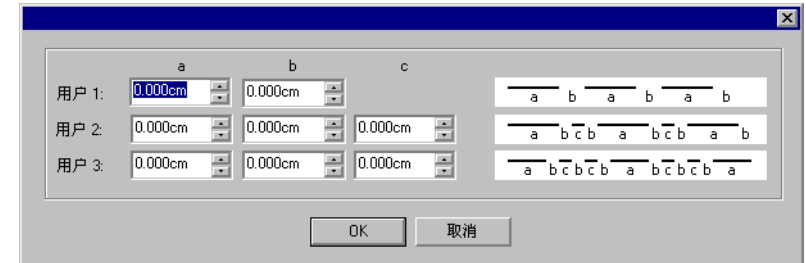 a b c
用户 1: 0.000cm 0.000cm a b a b a b
用户 2: 0.000cm 0.000cm 0.000cm a b c b a b c b a b
用户 3: 0.000cm 0.000cm 0.000cm a b c b c b a b c b c b a
OK 取消